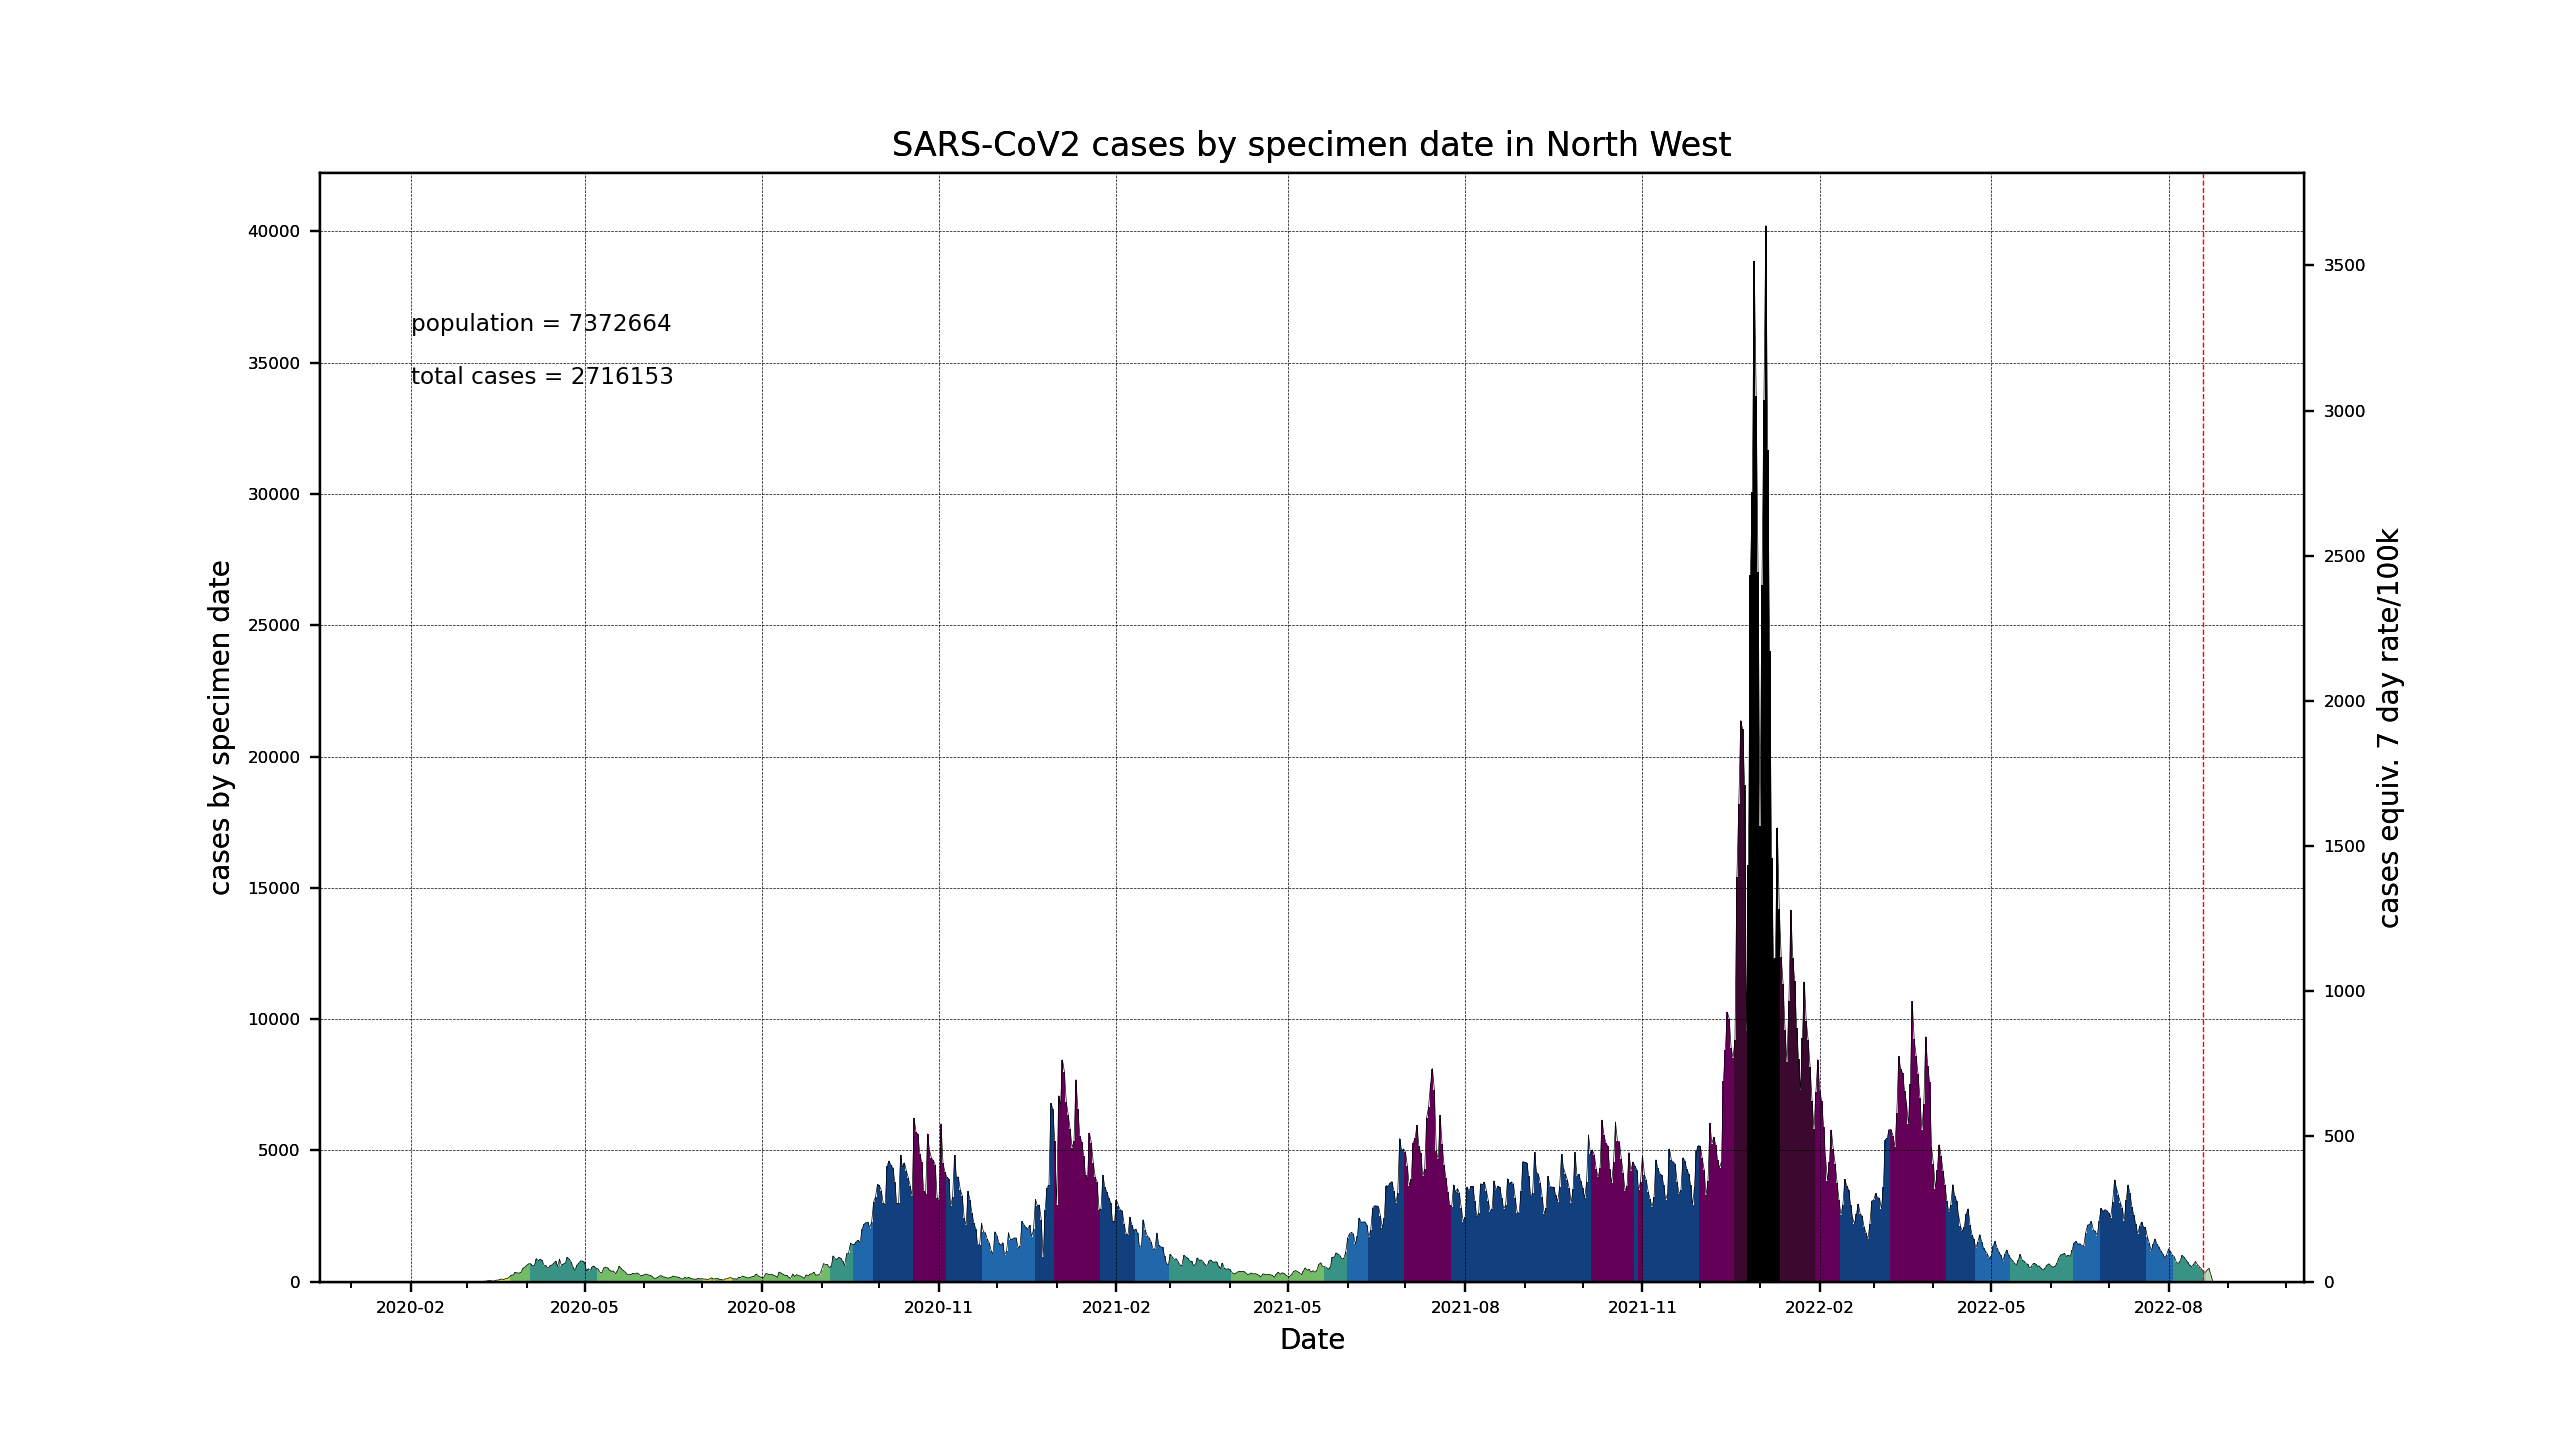 SARS-CoV2 cases by specimen date in North West
population = 7372664
total cases = 2716153
cases by specimen date
40000
35000
30000
25000
20000
15000
10000
5000
0
3500
3000
2500
2000
1500
1000
500
0
cases equiv. 7 day rate/100k
2020-02 2020-05 2020-08 2020-11 2021-02 2021-05 2021-08 2021-11 2022-02 2022-05 2022-08
Date